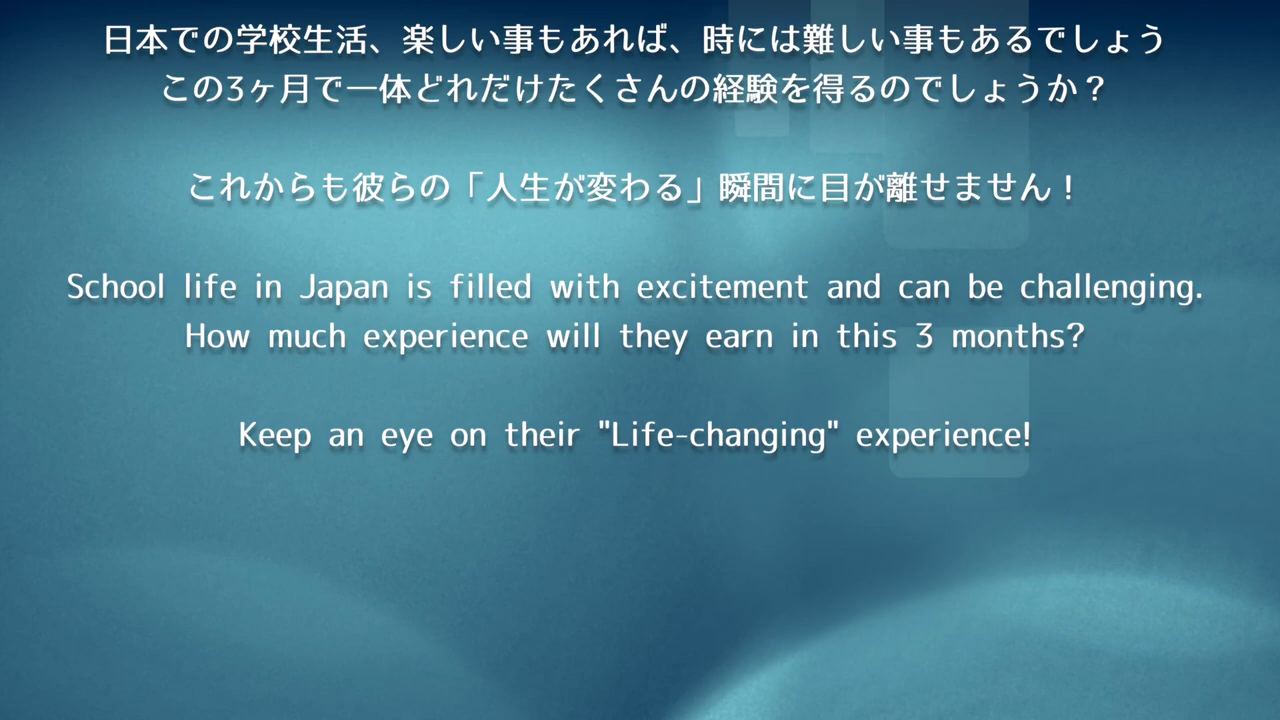 日本での学校生活、楽しい事もあれば、時には難しい事もあるでしょう
この3ヶ月で一体どれだけたくさんの経験を得るのでしょうか？
これからも彼らの「人生が変わる」瞬間に目が離せません！
School life in Japan is filled with excitement and can be challenging.
How much experience will they earn in this 3 months?
Keep an eye on their "Life-changing" experience!